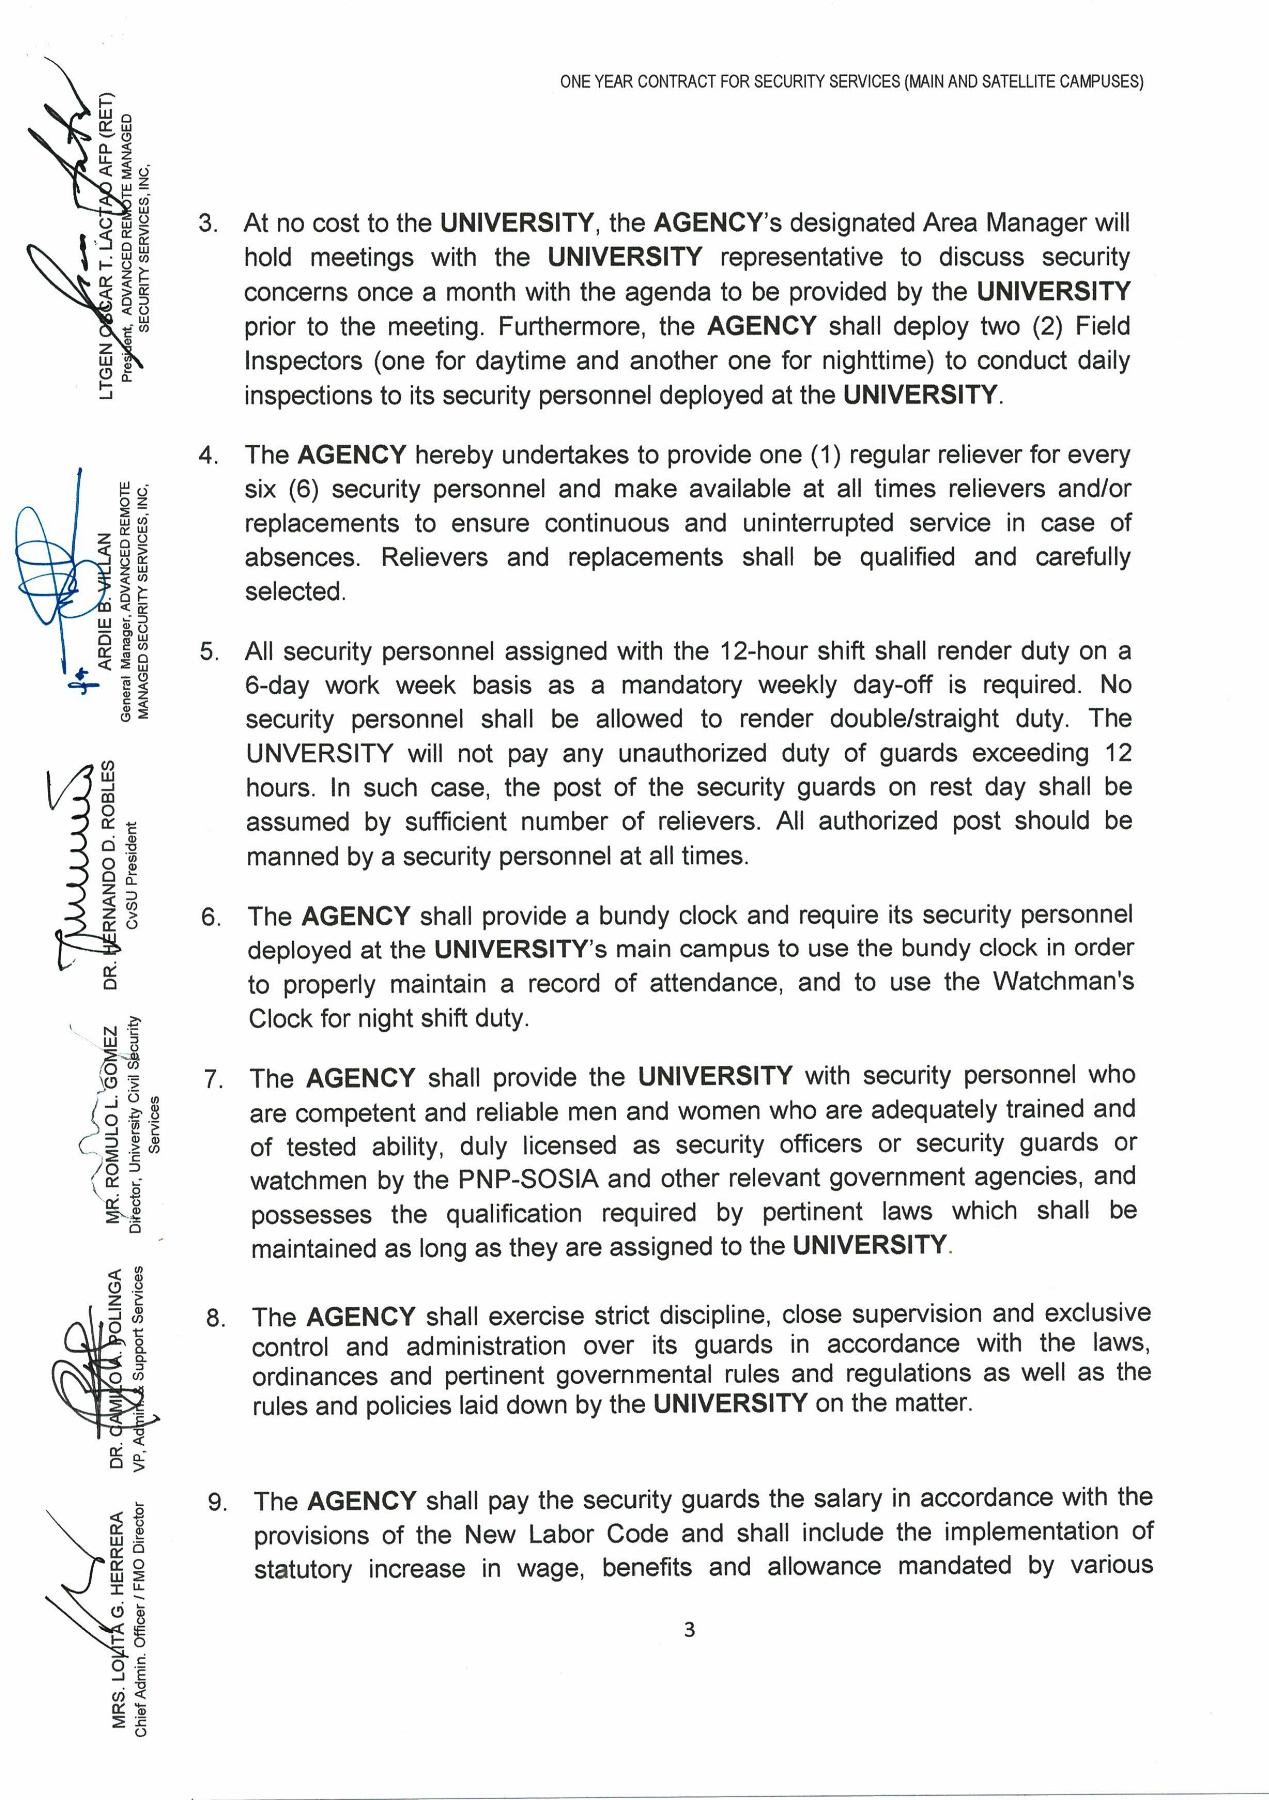 ONE YEAR CONTRACT FOR SECURITY SERVICES (MAIN AND SATELLITE CAMPUSES)
3. At no cost to the UNIVERSITY, the AGENCY's designated Area Manager will
hold meetings with the UNIVERSITY representative to discuss security
concerns once a month with the agenda to be provided by the UNIVERSITY
prior to the meeting. Furthermore, the AGENCY shall deploy two (2) Field
Inspectors (one for daytime and another one for nighttime) to conduct daily
inspections to its security personnel deployed at the UNIVERSITY.
4. The AGENCY hereby undertakes to provide one (1) regular reliever for every
six (6) security personnel and make available at all times relievers and/or
replacements to ensure continuous and uninterrupted service in case of
absences. Relievers and replacements shall be qualified and carefully
selected.
5. All security personnel assigned with the 12-hour shift shall render duty on a
6-day work week basis as a mandatory weekly day-off is required. No
security personnel shall be allowed to render double/straight duty. The
UNVERSITY will not pay any unauthorized duty of guards exceeding 12
hours. In such case, the post of the security guards on rest day shall be
assumed by sufficient number of relievers. All authorized post should be
manned by a security personnel at all times.
6. The AGENCY shall provide a bundy clock and require its security personnel
deployed at the UNIVERSITY's main campus to use the bundy clock in order
to properly maintain a record of attendance, and to use the Watchman's
Clock for night shift duty.
7. The AGENCY shall provide the UNIVERSITY with security personnel who
are competent and reliable men and women who are adequately trained and
of tested ability, duly licensed as security officers or security guards or
watchmen by the PNP-SOSIA and other relevant government agencies, and
possesses the qualification required by pertinent laws which shall be
maintained as long as they are assigned to the UNIVERSITY.
8. The AGENCY shall exercise strict discipline, close supervision and exclusive
control and administration over its guards in accordance with the laws,
ordinances and pertinent governmental rules and regulations as well as the
rules and policies laid down by the UNIVERSITY on the matter.
9. The AGENCY shall pay the security guards the salary in accordance with the
provisions of the New Labor Code and shall include the implementation of
statutory increase in wage, benefits and allowance mandated by various
3
LTGEN OSCAR T. LACTAO AFP (RET)
President, ADVANCED REMOTE MANAGED
SECURITY SERVICES, INC,
ARDIE B. VILLAN
General Manager, ADVANCED REMOTE
MANAGED SECURITY SERVICES, INC,
DR. HERNANDO D. ROBLES
CvSU President
MR. ROMULO L. GOMEZ
Director, University Civil Security
Services
DR. CAMILO A. POLINGA
VP, Admin & Support Services
MRS. LOLITA G. HERRERA
Chief Admin. Officer / FMO Director